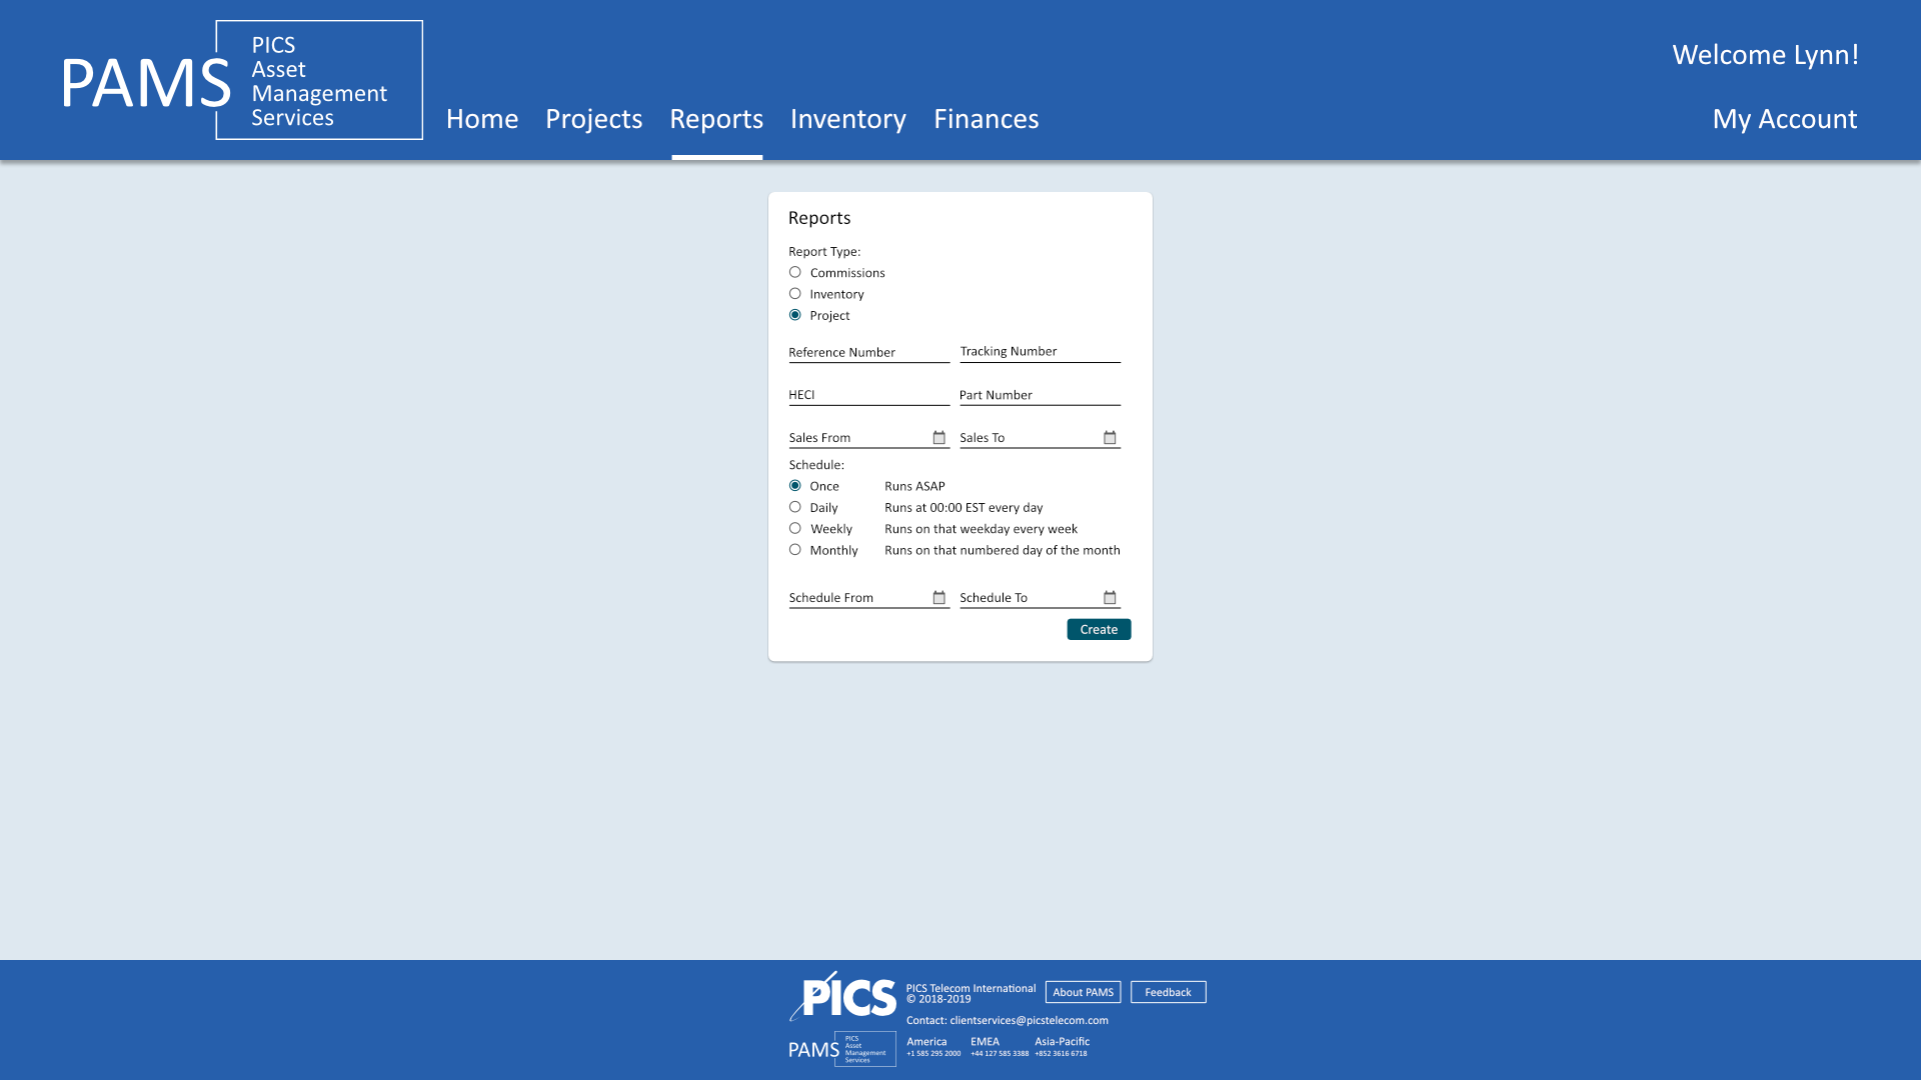 PAMS
PICS
Asset
Management
Services
Home Projects Reports Inventory Finances
Welcome Lynn!
My Account
Reports
Report Type:
Commissions
Inventory
Project
Reference Number Tracking Number
HECI Part Number
Sales From Sales To
Schedule:
Once Runs ASAP
Daily Runs at 00:00 EST every day
Weekly Runs on that weekday every week
Monthly Runs on that numbered day of the month
Schedule From Schedule To
Create
PICS
PICS Telecom International
© 2018-2019
About PAMS Feedback
Contact: clientservices@picstelecom.com
PAMS
PICS
Asset
Management
Services
America EMEA Asia-Pacific
+1 585 295 2000 +44 127 585 3388 +852 3616 6718